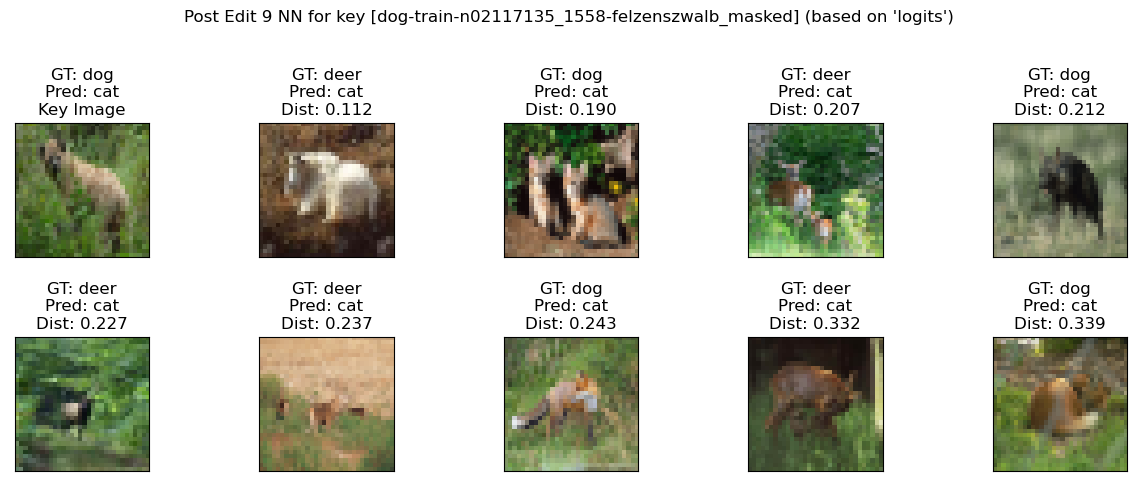 Post Edit 9 NN for key [dog-train-n02117135_1558-felzenszwalb_masked] (based on 'logits')
GT: dog
Pred: cat
Key Image
GT: deer
Pred: cat
Dist: 0.112
GT: dog
Pred: cat
Dist: 0.190
GT: deer
Pred: cat
Dist: 0.207
GT: dog
Pred: cat
Dist: 0.212
GT: deer
Pred: cat
Dist: 0.227
GT: deer
Pred: cat
Dist: 0.237
GT: dog
Pred: cat
Dist: 0.243
GT: deer
Pred: cat
Dist: 0.332
GT: dog
Pred: cat
Dist: 0.339